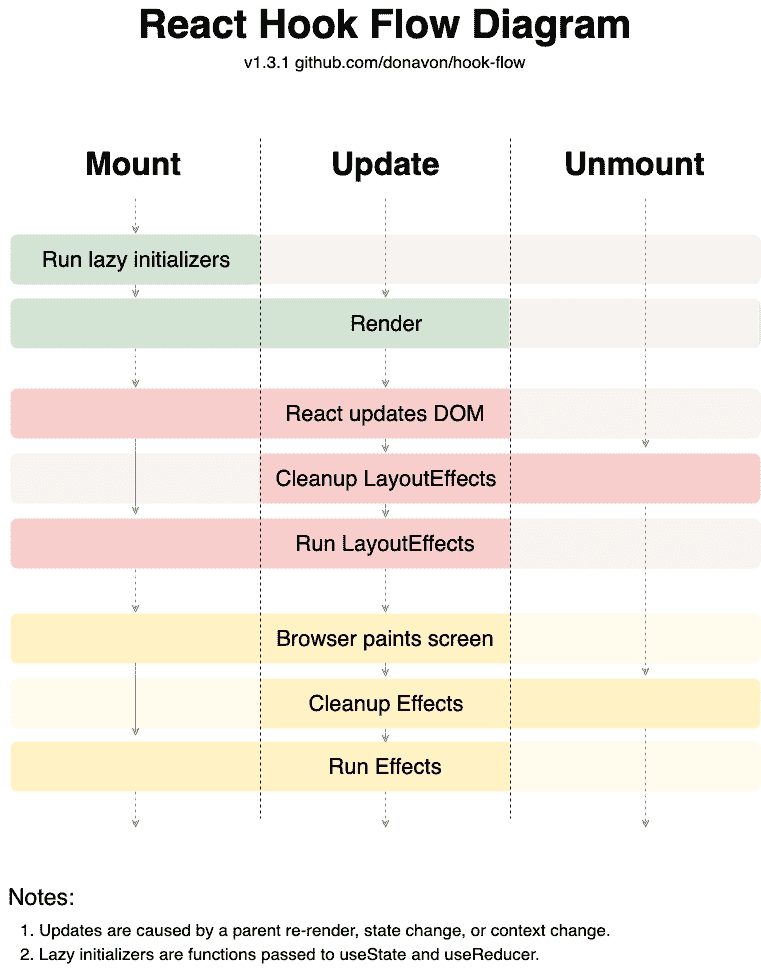 React Hook Flow Diagram
v1.3.1 github.com/donavon/hook-flow
Mount Update Unmount
Run lazy initializers
Render
React updates DOM
Cleanup LayoutEffects
Run LayoutEffects
Browser paints screen
Cleanup Effects
Run Effects
Notes:
1. Updates are caused by a parent re-render, state change, or context change.
2. Lazy initializers are functions passed to useState and useReducer.